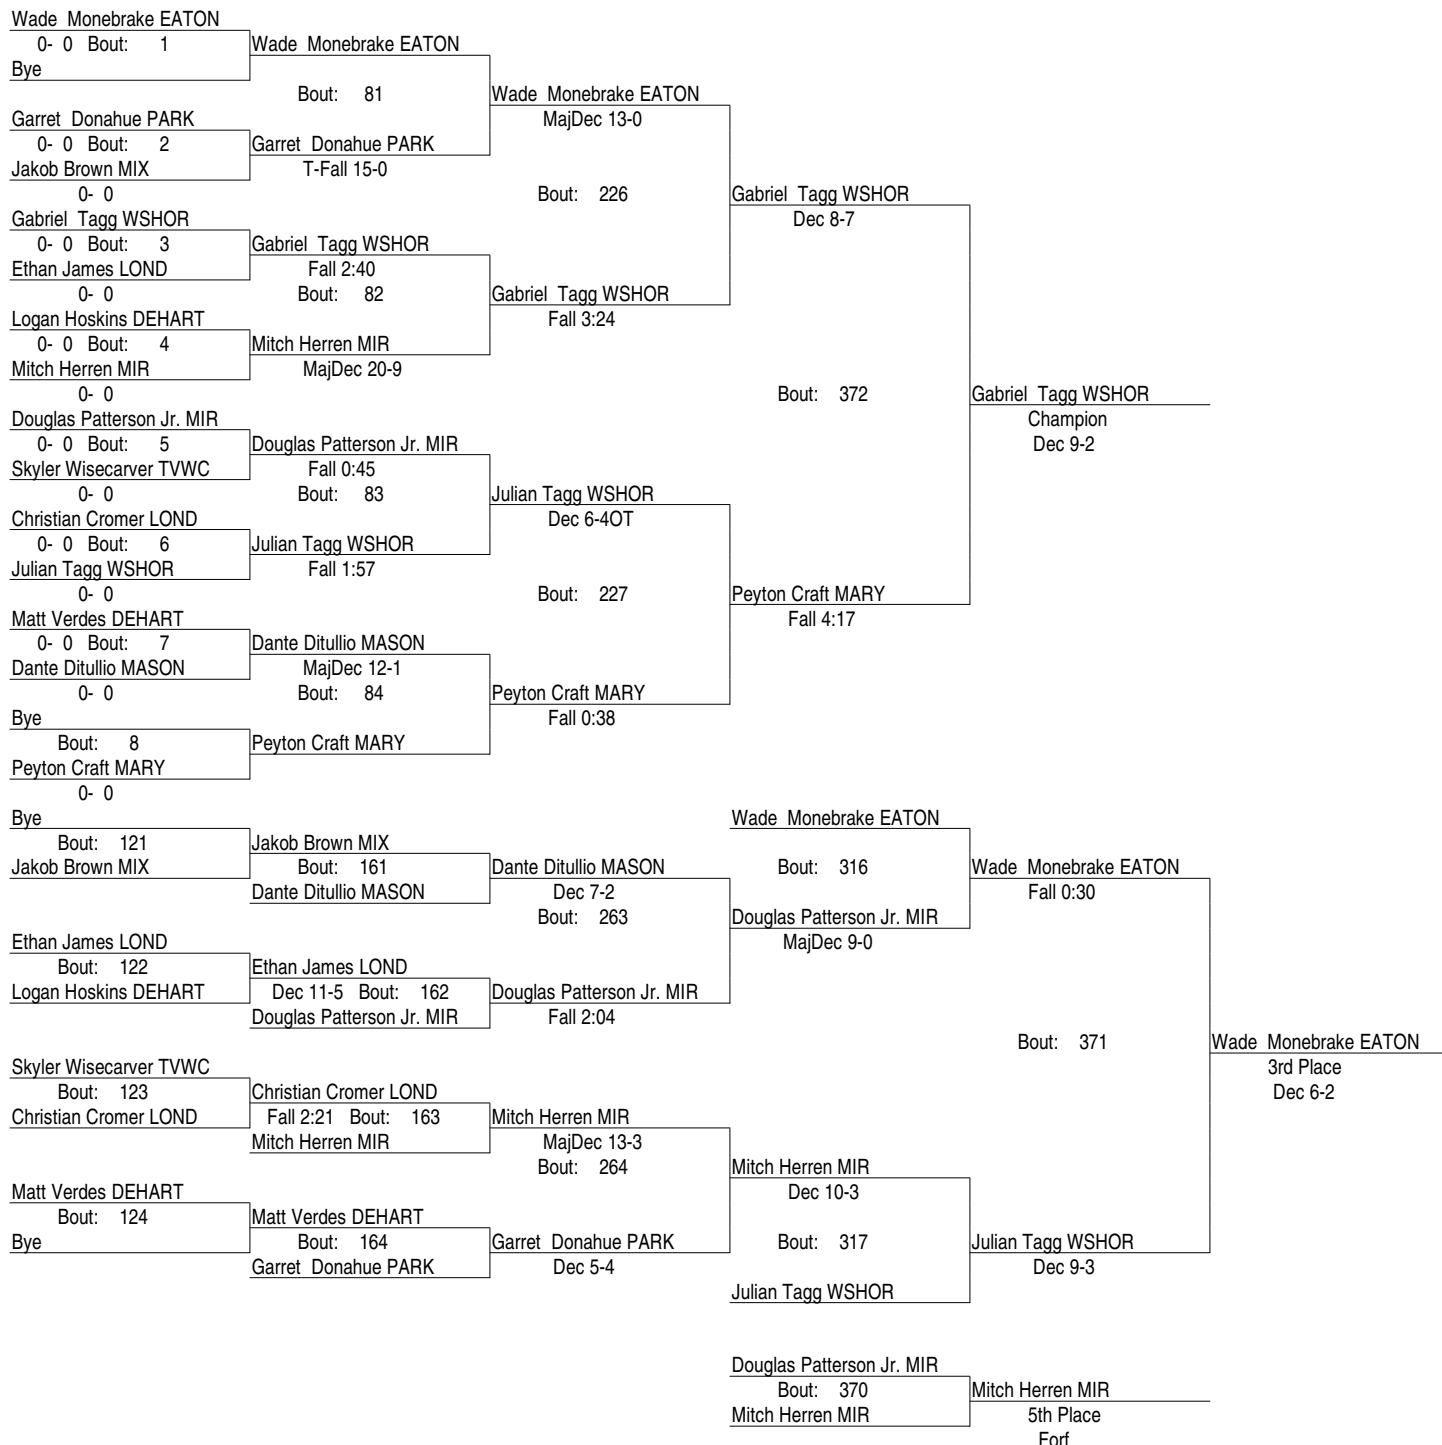 Wade Monebrake EATON
0- 0 Bout: 1
Wade Monebrake EATON
Bye
Bout: 81
Wade Monebrake EATON
Garret Donahue PARK
MajDec 13-0
0- 0 Bout: 2
Garret Donahue PARK
Jakob Brown MIX
T-Fall 15-0
0- 0
Bout: 226
Gabriel Tagg WSHOR
Gabriel Tagg WSHOR
Dec 8-7
0- 0 Bout: 3
Gabriel Tagg WSHOR
Ethan James LOND
Fall 2:40
0- 0
Bout: 82
Gabriel Tagg WSHOR
Logan Hoskins DEHART
Fall 3:24
0- 0 Bout: 4
Mitch Herren MIR
Mitch Herren MIR
MajDec 20-9
0- 0
Bout: 372
Gabriel Tagg WSHOR
Douglas Patterson Jr. MIR
Champion
0- 0 Bout: 5
Douglas Patterson Jr. MIR
Dec 9-2
Skyler Wisecarver TVWC
Fall 0:45
0- 0
Bout: 83
Julian Tagg WSHOR
Christian Cromer LOND
Dec 6-4OT
0- 0 Bout: 6
Julian Tagg WSHOR
Julian Tagg WSHOR
Fall 1:57
0- 0
Bout: 227
Peyton Craft MARY
Matt Verdes DEHART
Fall 4:17
0- 0 Bout: 7
Dante Ditullio MASON
Dante Ditullio MASON
MajDec 12-1
0- 0
Bout: 84
Peyton Craft MARY
Bye
Fall 0:38
Bout: 8
Peyton Craft MARY
Peyton Craft MARY
0- 0
Bye
Wade Monebrake EATON
Bout: 121
Jakob Brown MIX
Jakob Brown MIX
Bout: 161
Dante Ditullio MASON
Bout: 316
Wade Monebrake EATON
Dante Ditullio MASON
Dec 7-2
Fall 0:30
Bout: 263
Douglas Patterson Jr. MIR
Ethan James LOND
MajDec 9-0
Bout: 122
Ethan James LOND
Logan Hoskins DEHART
Dec 11-5 Bout: 162
Douglas Patterson Jr. MIR
Douglas Patterson Jr. MIR
Fall 2:04
Bout: 371
Wade Monebrake EATON
Skyler Wisecarver TVWC
3rd Place
Bout: 123
Christian Cromer LOND
Dec 6-2
Christian Cromer LOND
Fall 2:21 Bout: 163
Mitch Herren MIR
Mitch Herren MIR
MajDec 13-3
Bout: 264
Mitch Herren MIR
Matt Verdes DEHART
Dec 10-3
Bout: 124
Matt Verdes DEHART
Bye
Bout: 164
Garret Donahue PARK
Bout: 317
Julian Tagg WSHOR
Garret Donahue PARK
Dec 5-4
Dec 9-3
Julian Tagg WSHOR
Douglas Patterson Jr. MIR
Bout: 370
Mitch Herren MIR
Mitch Herren MIR
5th Place
Forf